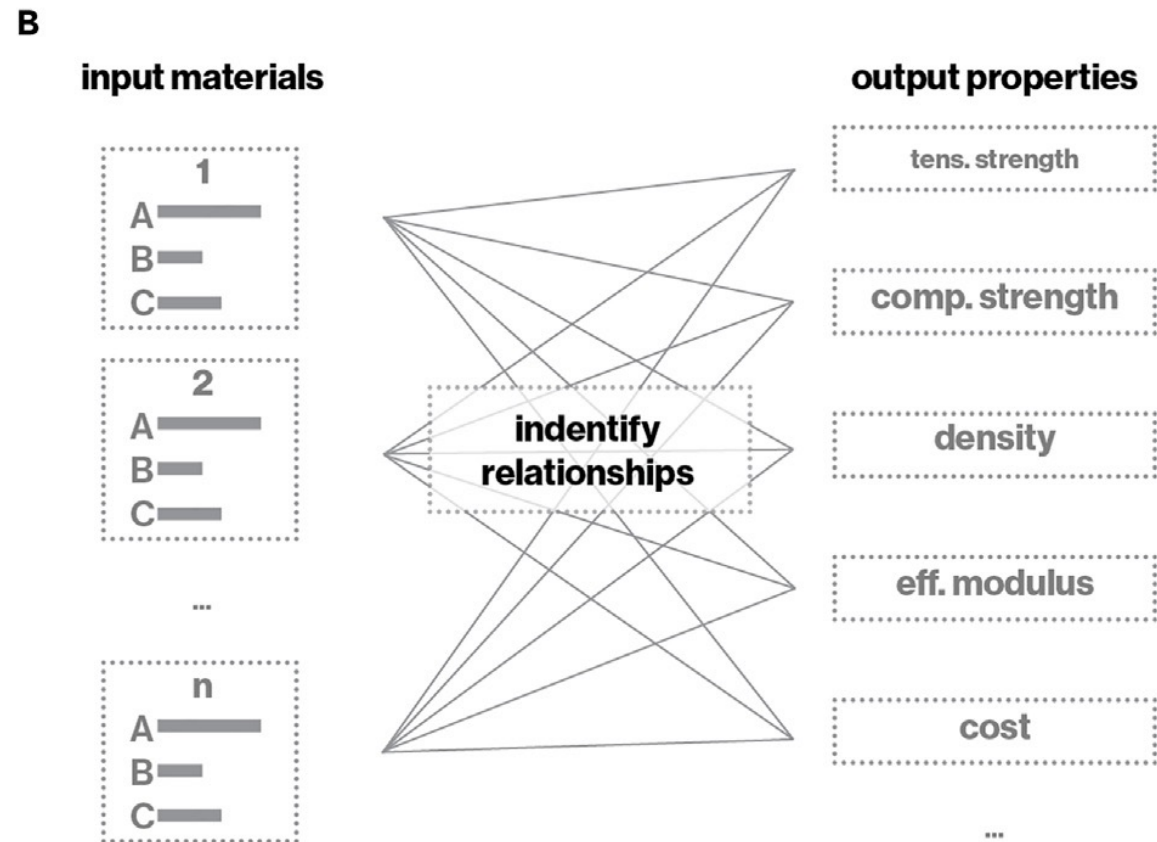 B
input materials
output properties
1
A
B
C
2
A
B
C
...
n
A
B
C
indentify
relationships
tens. strength
comp. strength
density
eff. modulus
cost
...